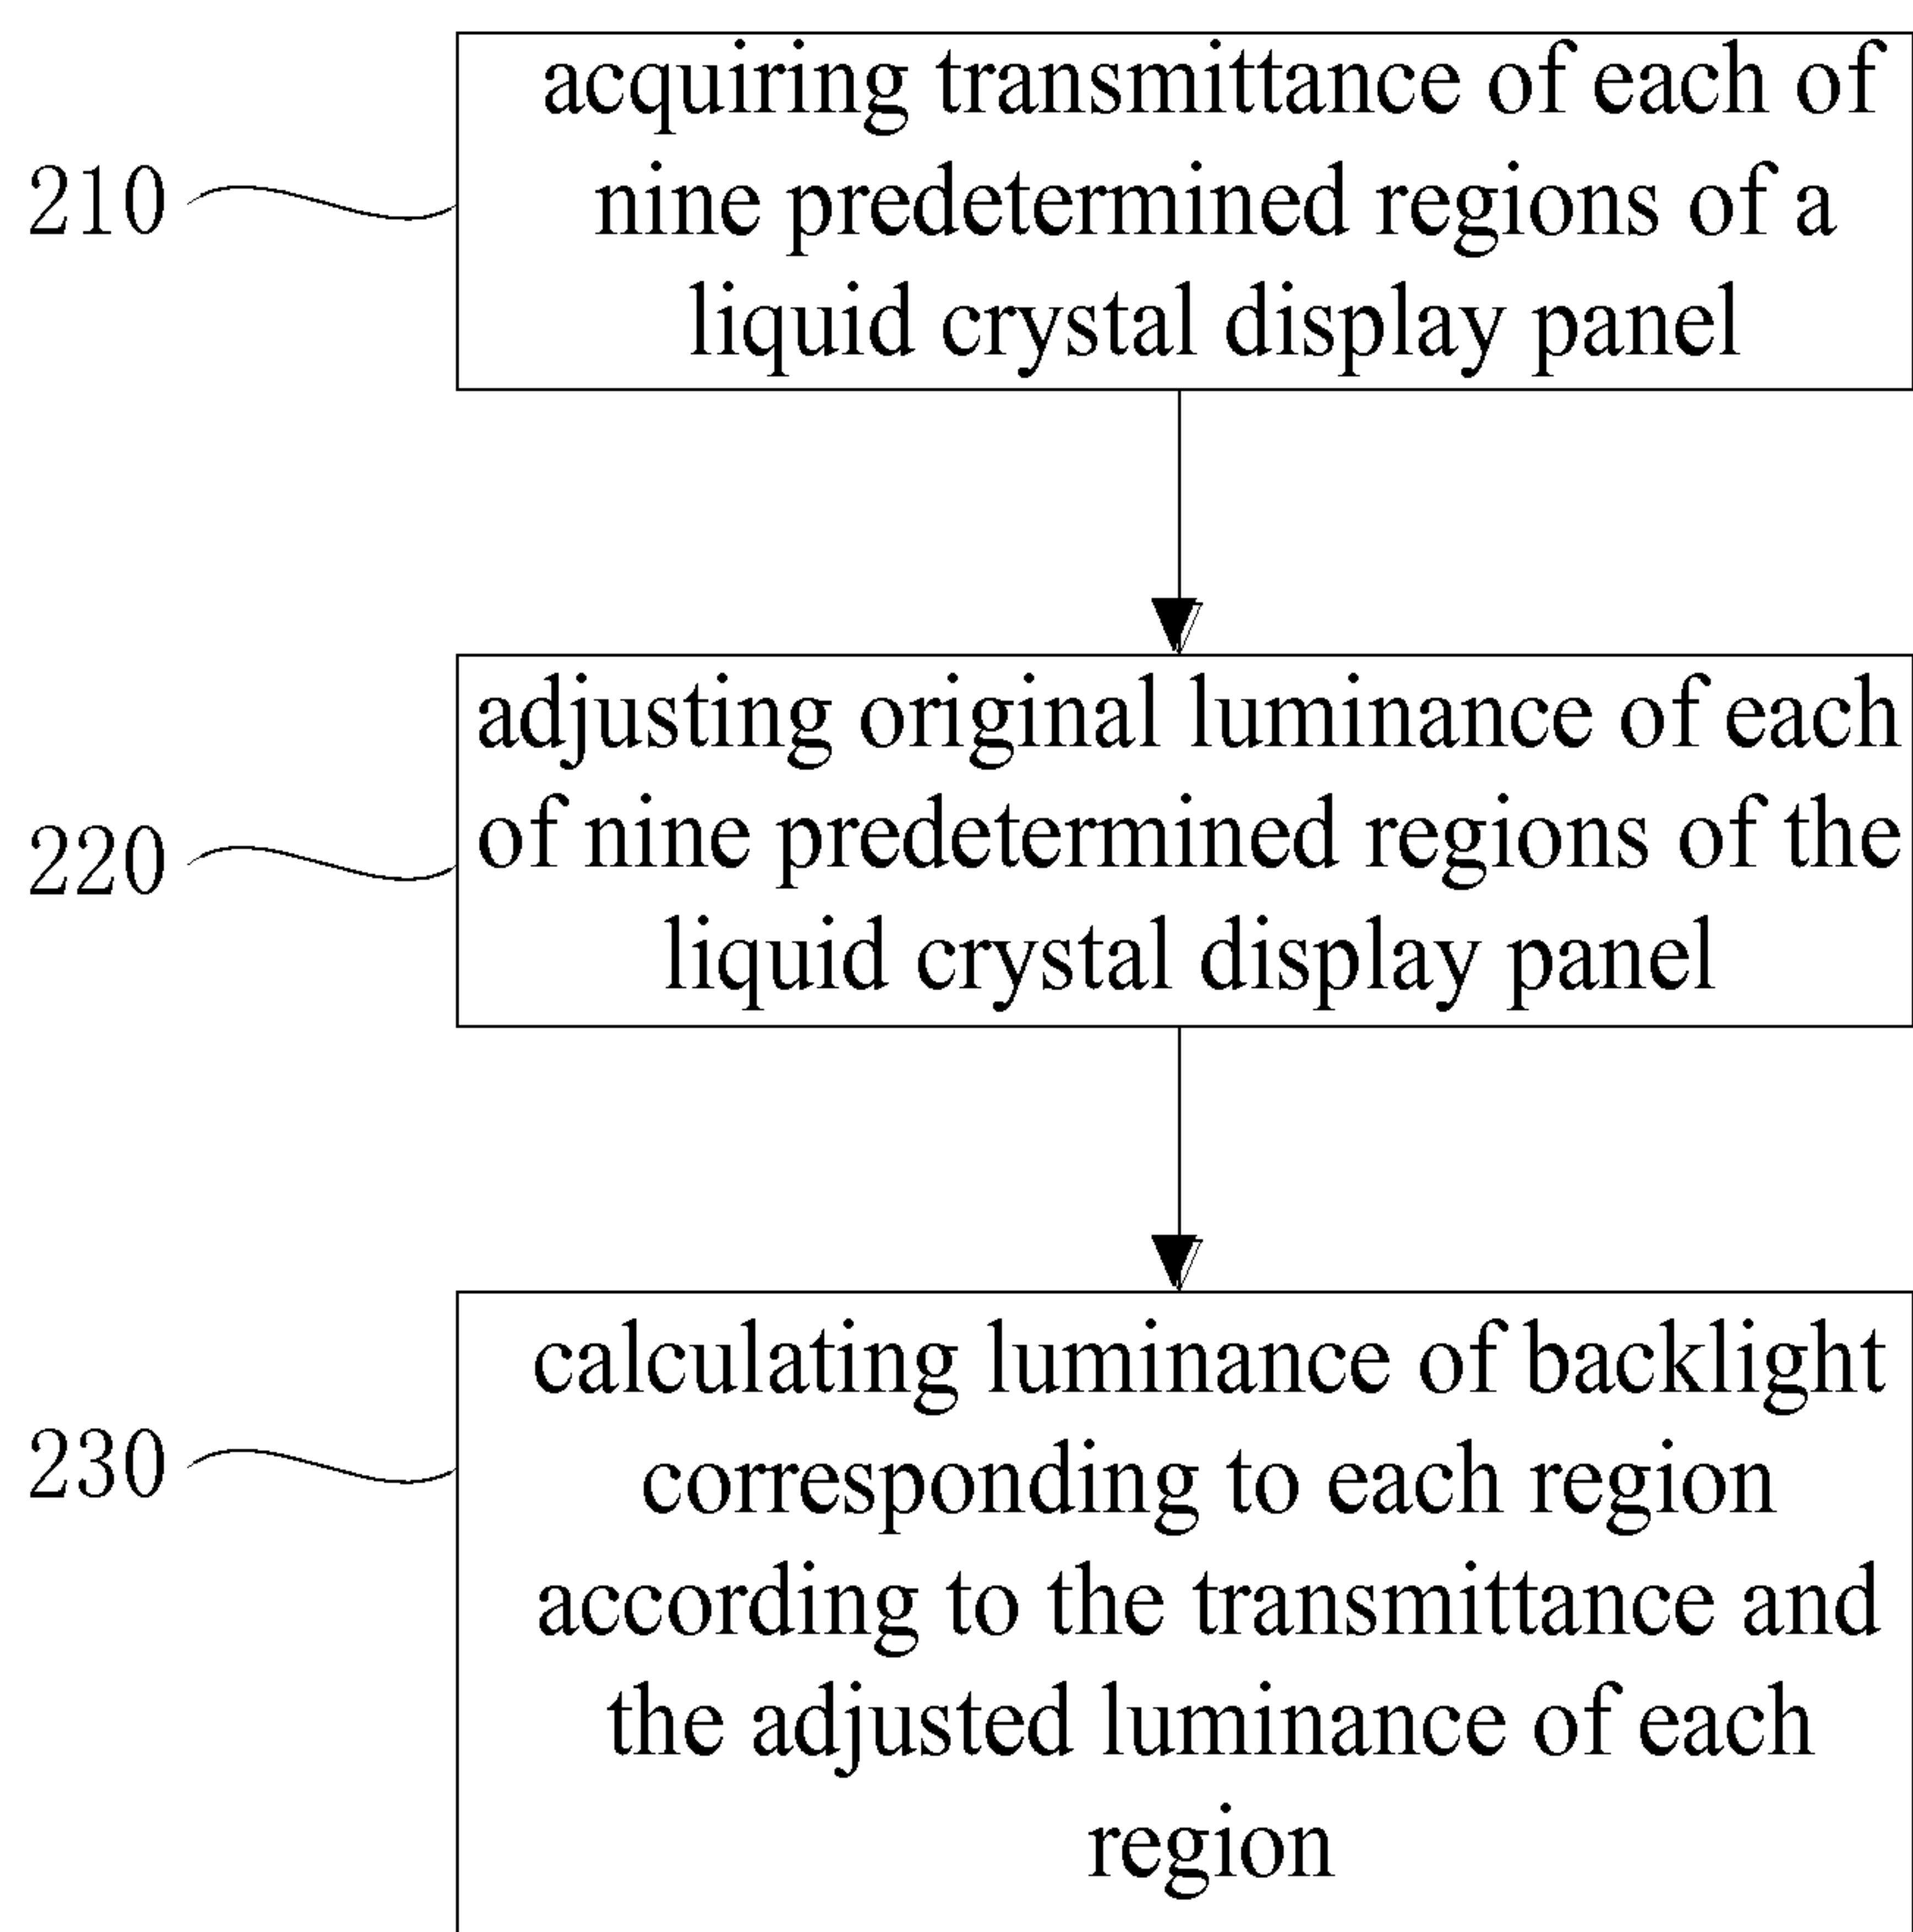 acquiring transmittance of each of
210
nine predetermined regions of a
liquid crystal display panel
adjusting original luminance of each
220
of nine predetermined regions of the
liquid crystal display panel
calculating luminance of backlight
230
corresponding to each region
according to the transmittance and
the adjusted luminance of each
region